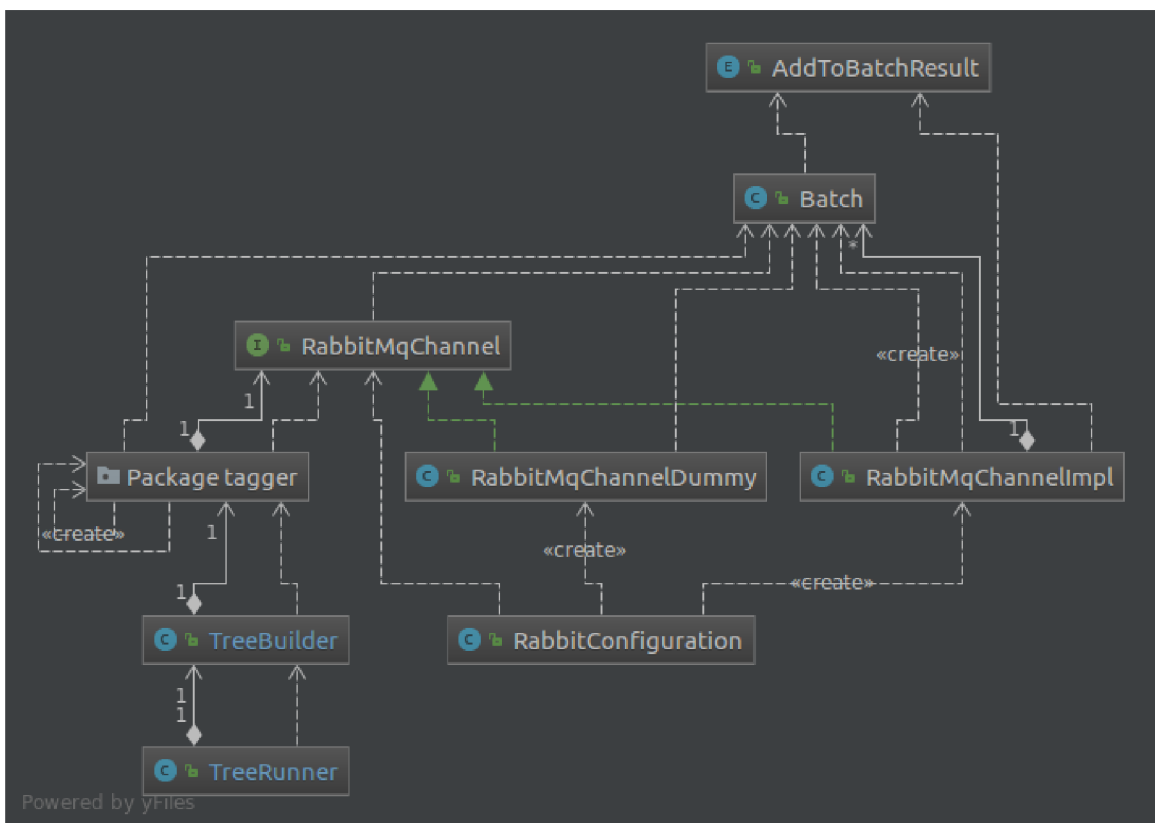 E AddToBatchResult
C Batch
*
I RabbitMqChannel
«create»
1
1
1
Package tagger
C RabbitMqChannelDummy
C RabbitMqChannelImpl
«create»
1
«create»
«create»
1
C TreeBuilder
C RabbitConfiguration
1
1
C TreeRunner
Powered by yFiles